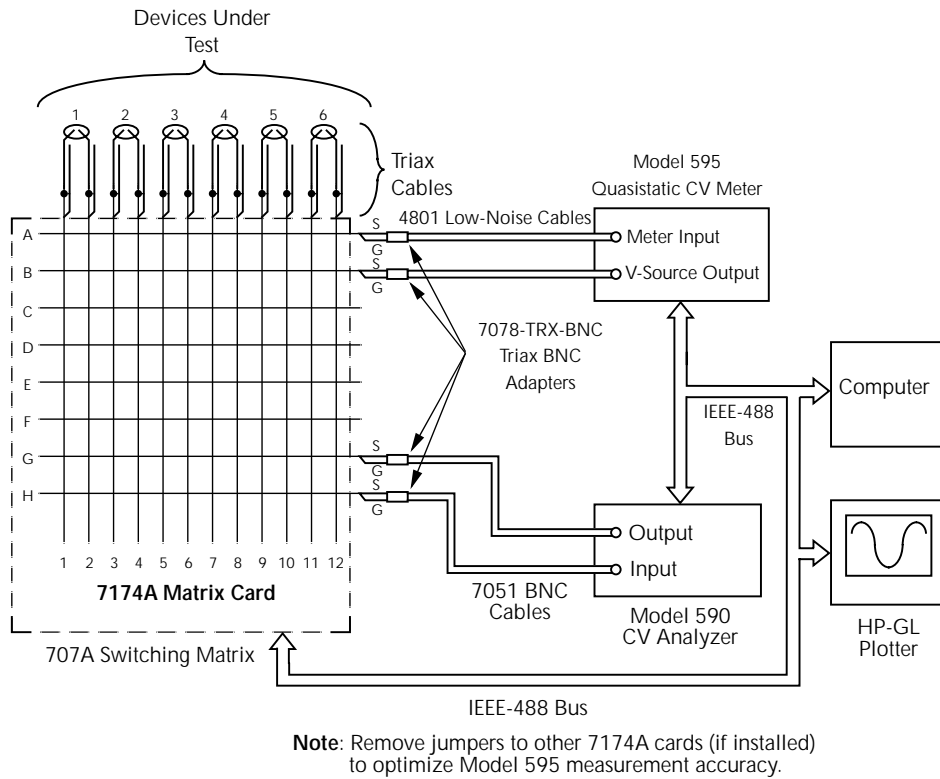 Devices Under
Test
1 2 3 4 5 6
Triax
Cables
Model 595
Quasistatic CV Meter
4801 Low-Noise Cables
A
S
G
Meter Input
B
S
G
V-Source Output
C
D
E
F
7078-TRX-BNC
Triax BNC
Adapters
IEEE-488
Bus
Computer
G
S
G
H
S
G
Output
Input
1 2 3 4 5 6 7 8 9 10 11 12
7174A Matrix Card
7051 BNC
Cables
Model 590
CV Analyzer
HP-GL
Plotter
707A Switching Matrix
IEEE-488 Bus
Note: Remove jumpers to other 7174A cards (if installed)
to optimize Model 595 measurement accuracy.